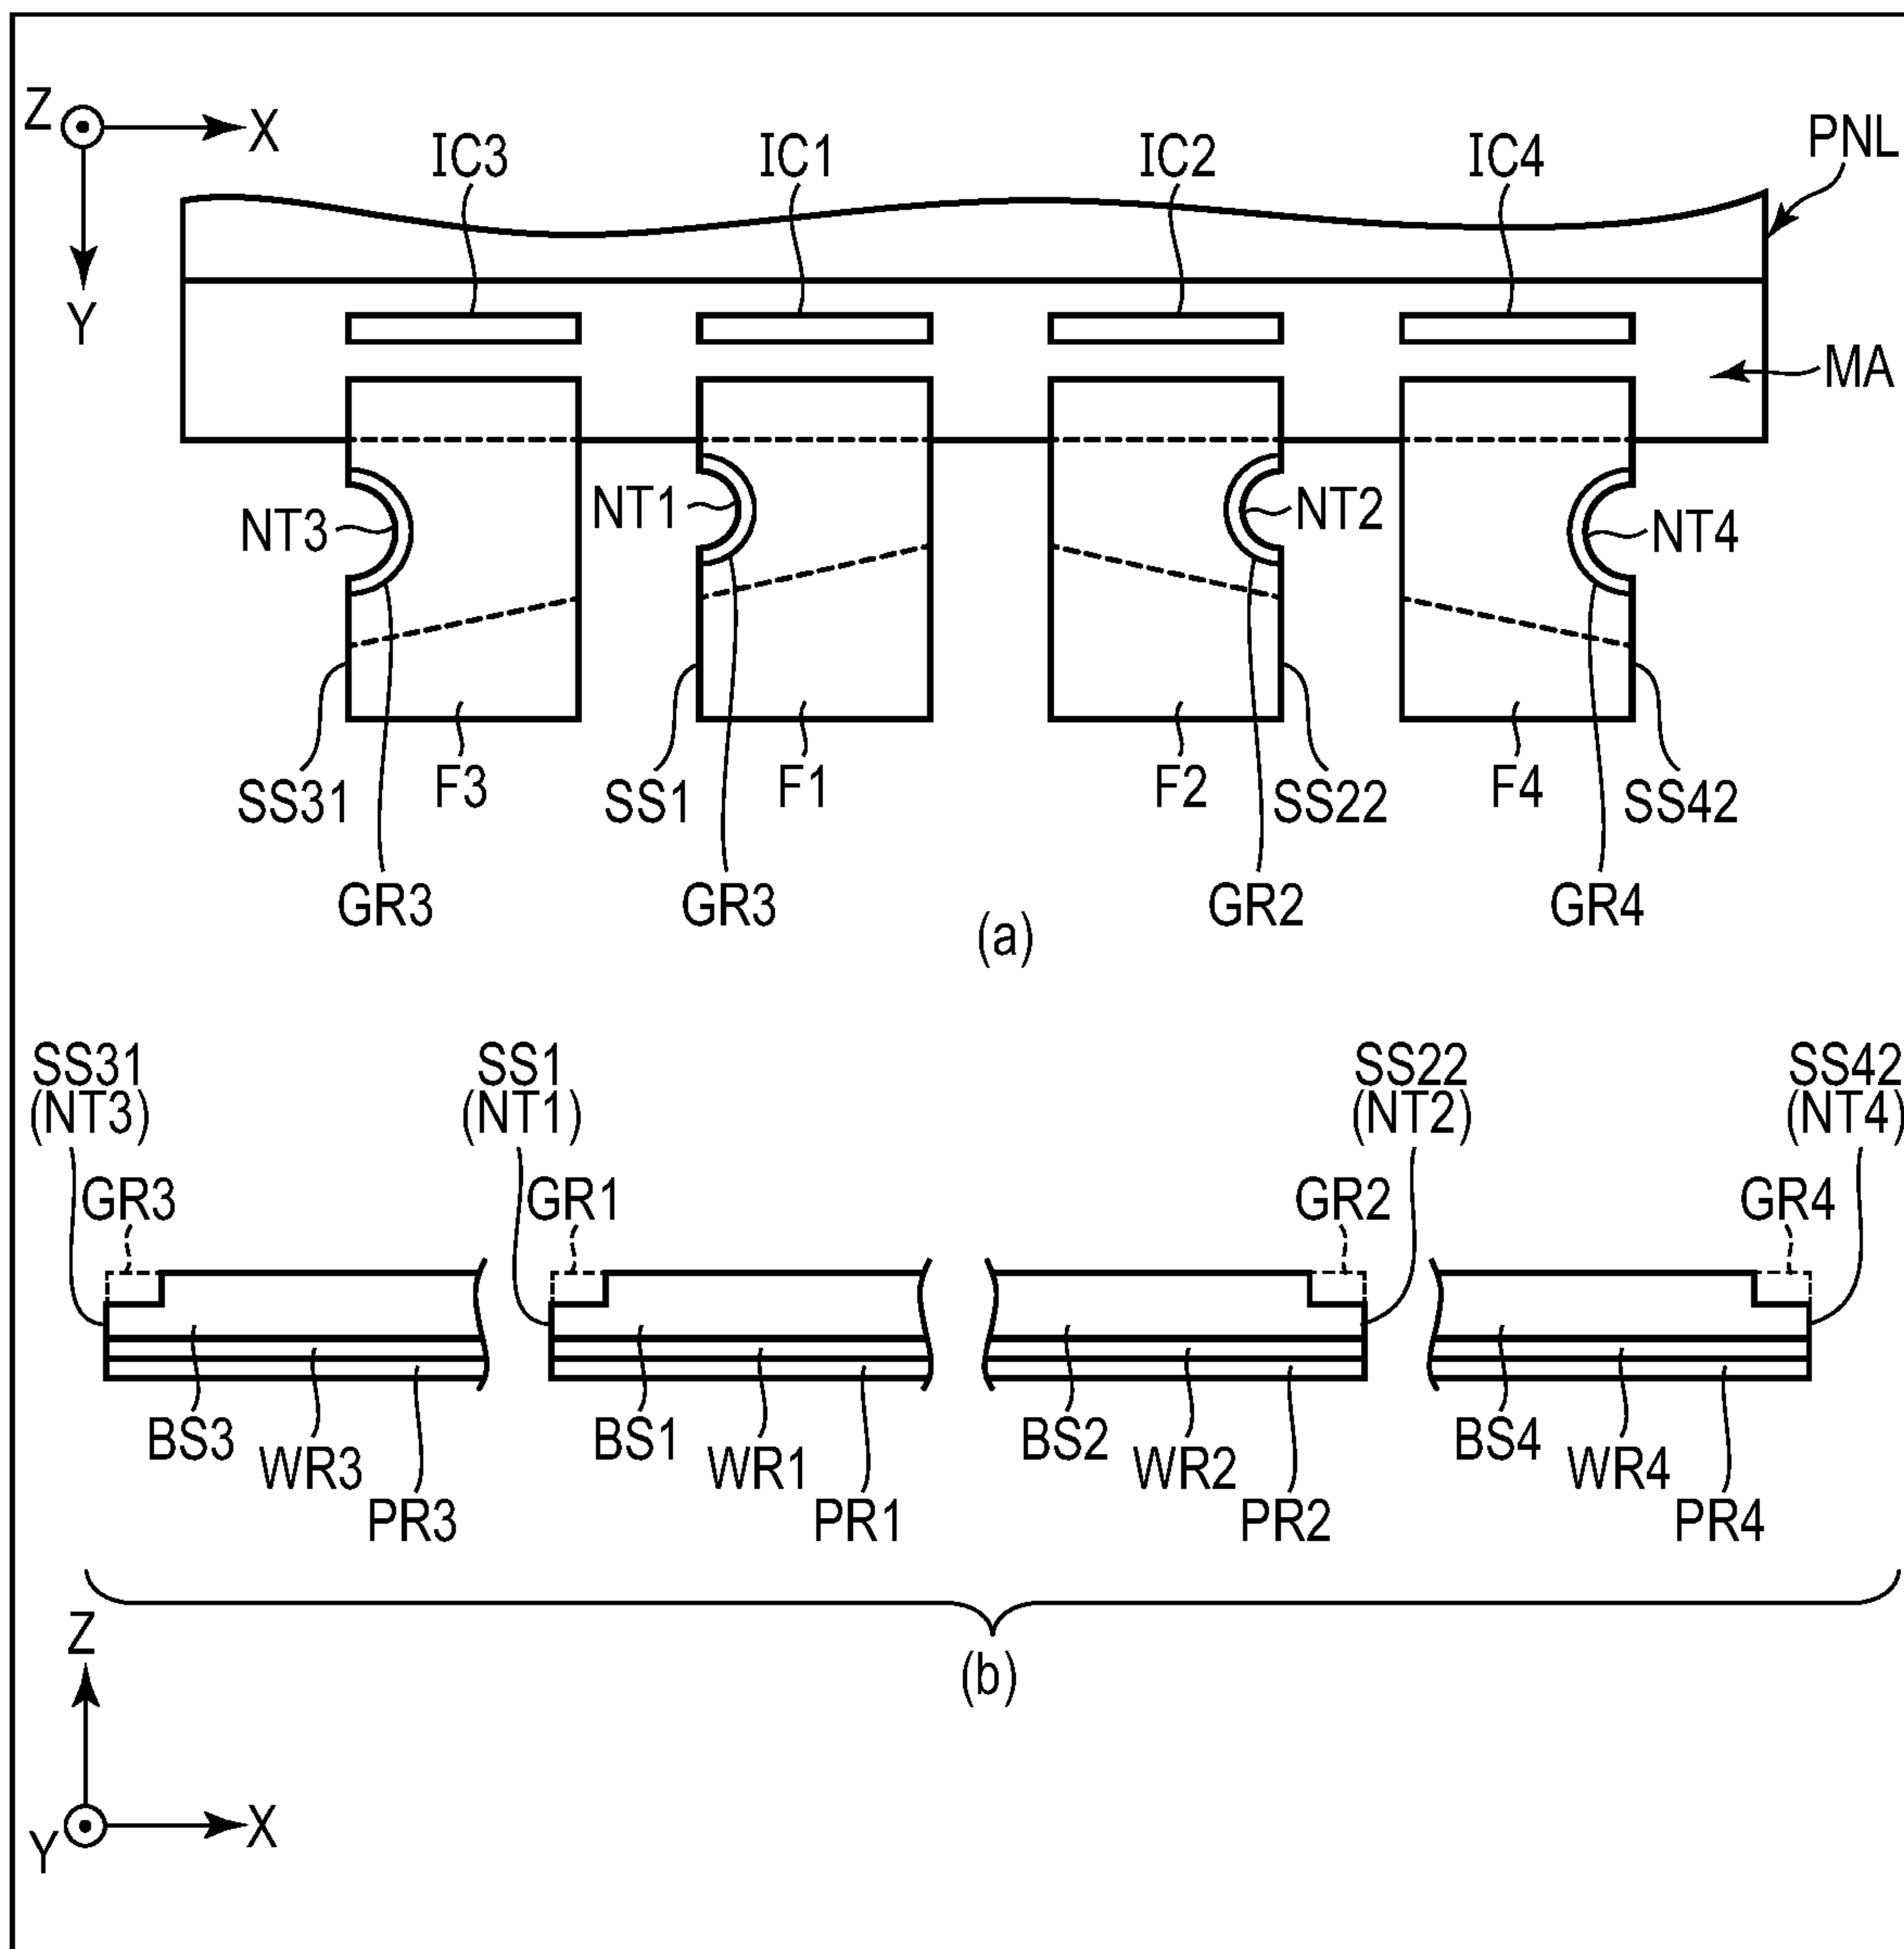 Z
X
Y
IC3
IC1
IC2
IC4
PNL
MA
NT3
NT1
NT2
NT4
SS31
F3
SS1
F1
F2
SS22
F4
SS42
GR3
GR3
GR2
GR4
(a)
SS31
(NT3)
SS1
(NT1)
SS22
(NT2)
SS42
(NT4)
GR3
GR1
GR2
GR4
BS3
WR3
PR3
BS1
WR1
PR1
BS2
WR2
PR2
BS4
WR4
PR4
(b)
Z
Y
X